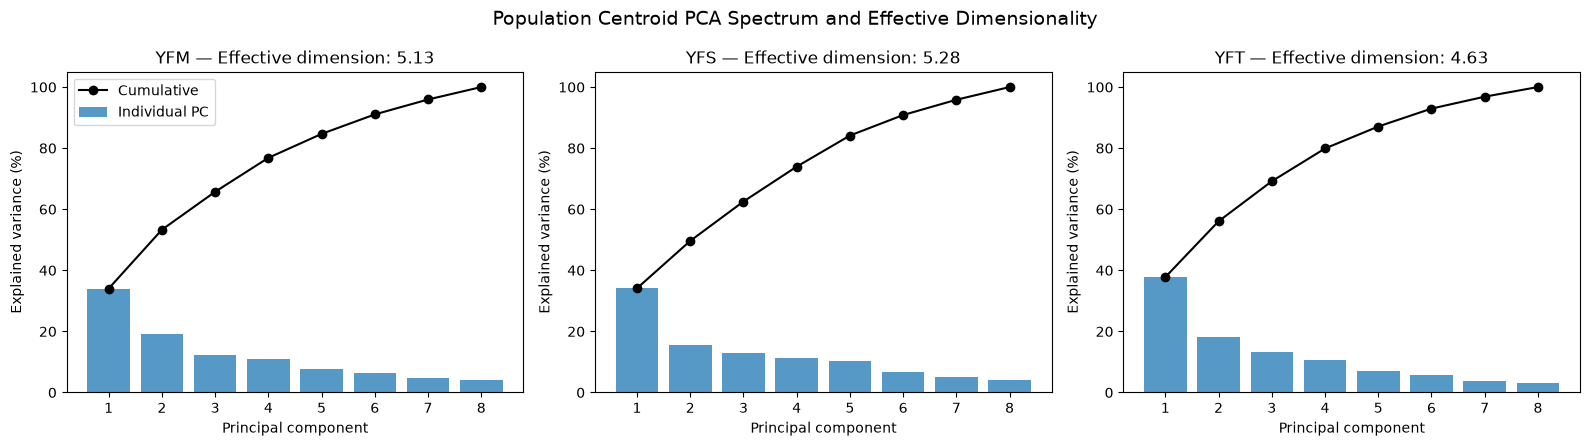 Population Centroid PCA Spectrum and Effective Dimensionality
YFM — Effective dimension: 5.13
100
80
60
40
20
0
Explained variance (%)
Cumulative
Individual PC
1 2 3 4 5 6 7 8
Principal component
YFS — Effective dimension: 5.28
100
80
60
40
20
0
Explained variance (%)
1 2 3 4 5 6 7 8
Principal component
YFT — Effective dimension: 4.63
100
80
60
40
20
0
Explained variance (%)
1 2 3 4 5 6 7 8
Principal component